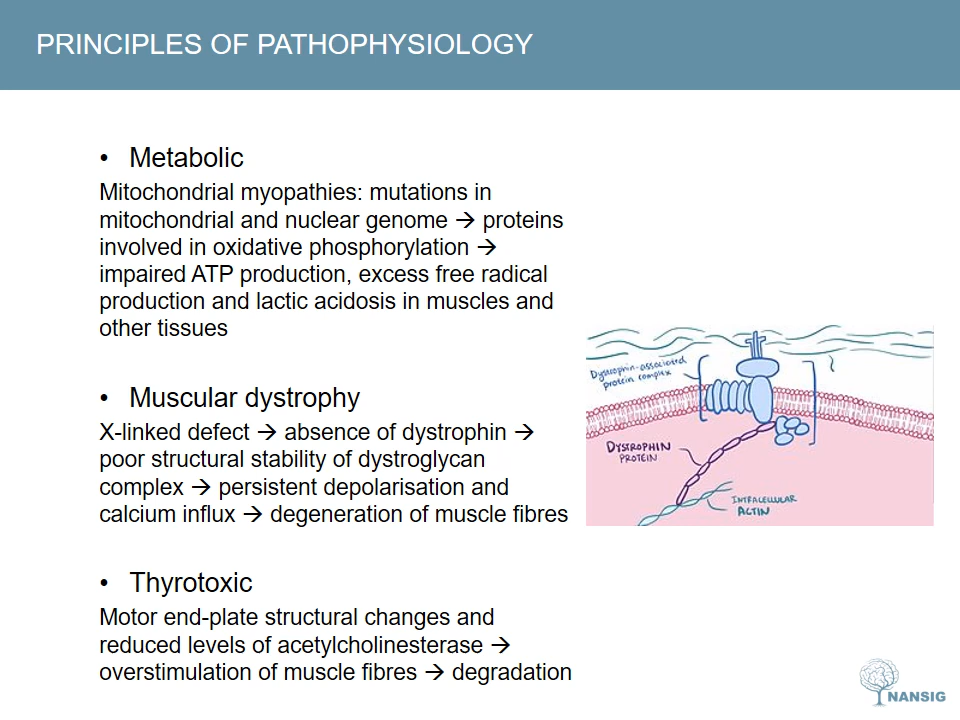 PRINCIPLES OF PATHOPHYSIOLOGY
• Metabolic
Mitochondrial myopathies: mutations in
mitochondrial and nuclear genome → proteins
involved in oxidative phosphorylation →
impaired ATP production, excess free radical
production and lactic acidosis in muscles and
other tissues
• Muscular dystrophy
X-linked defect → absence of dystrophin →
poor structural stability of dystroglycan
complex → persistent depolarisation and
calcium influx → degeneration of muscle fibres
• Thyrotoxic
Motor end-plate structural changes and
reduced levels of acetylcholinesterase →
overstimulation of muscle fibres → degradation
Dystrophin-associated
protein complex
DYSTROPHIN
PROTEIN
INTRACELLULAR
ACTIN
NANSIG